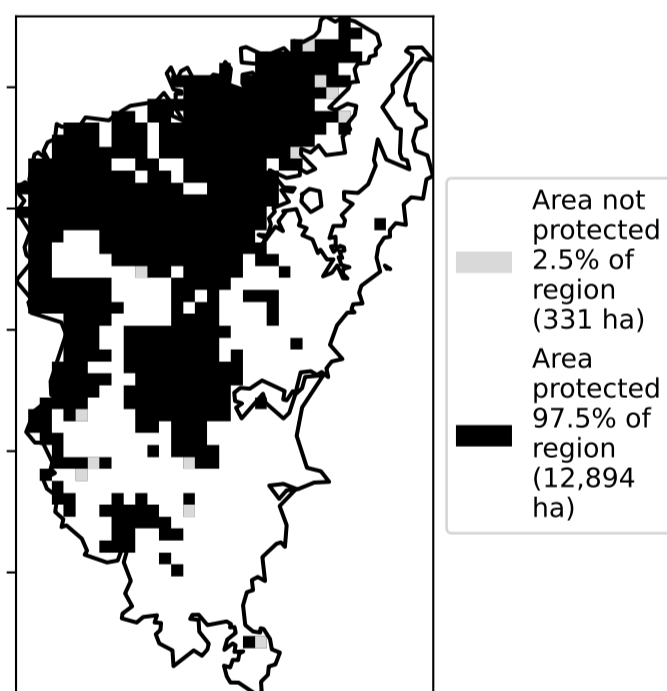 Area not
protected
2.5% of
region
(331 ha)
Area
protected
97.5% of
region
(12,894
ha)